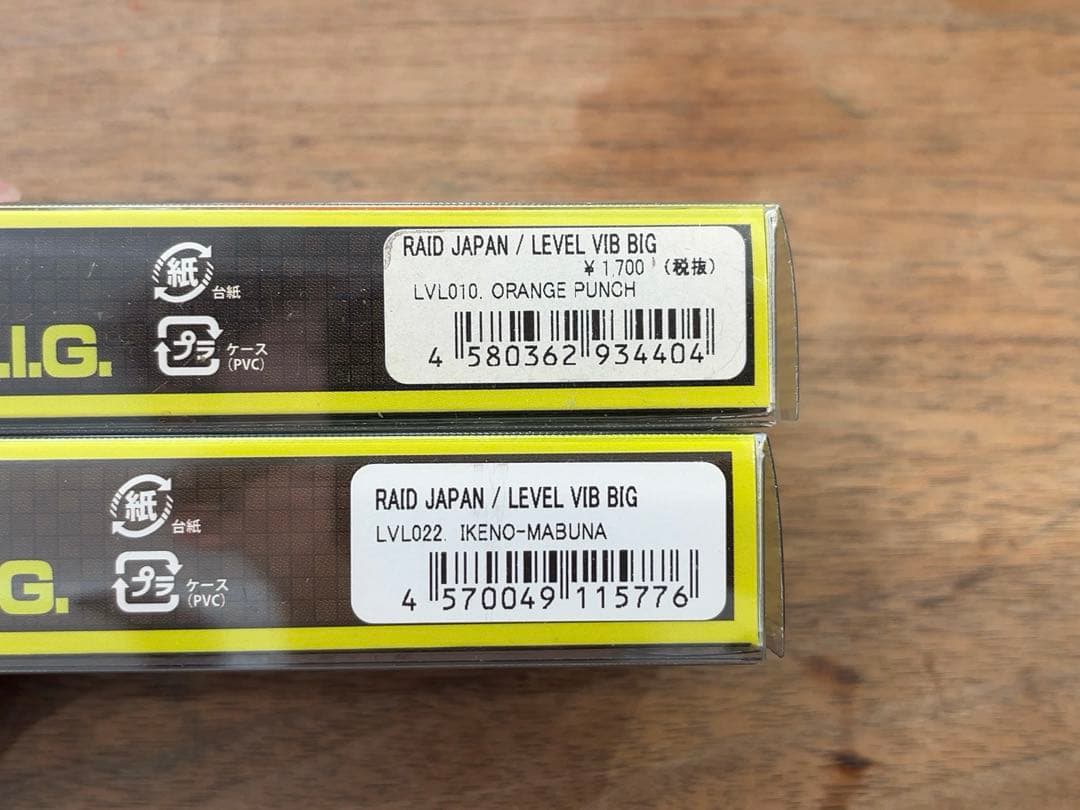 紙
台紙
プラ
ケース
(PVC)
.I.G.
RAID JAPAN / LEVEL VIB BIG
¥1,700 (税抜)
LVL010. ORANGE PUNCH
4 580362 934404
紙
台紙
プラ
ケース
(PVC)
G.
RAID JAPAN / LEVEL VIB BIG
LVL022. IKENO-MABUNA
4 570049 115776